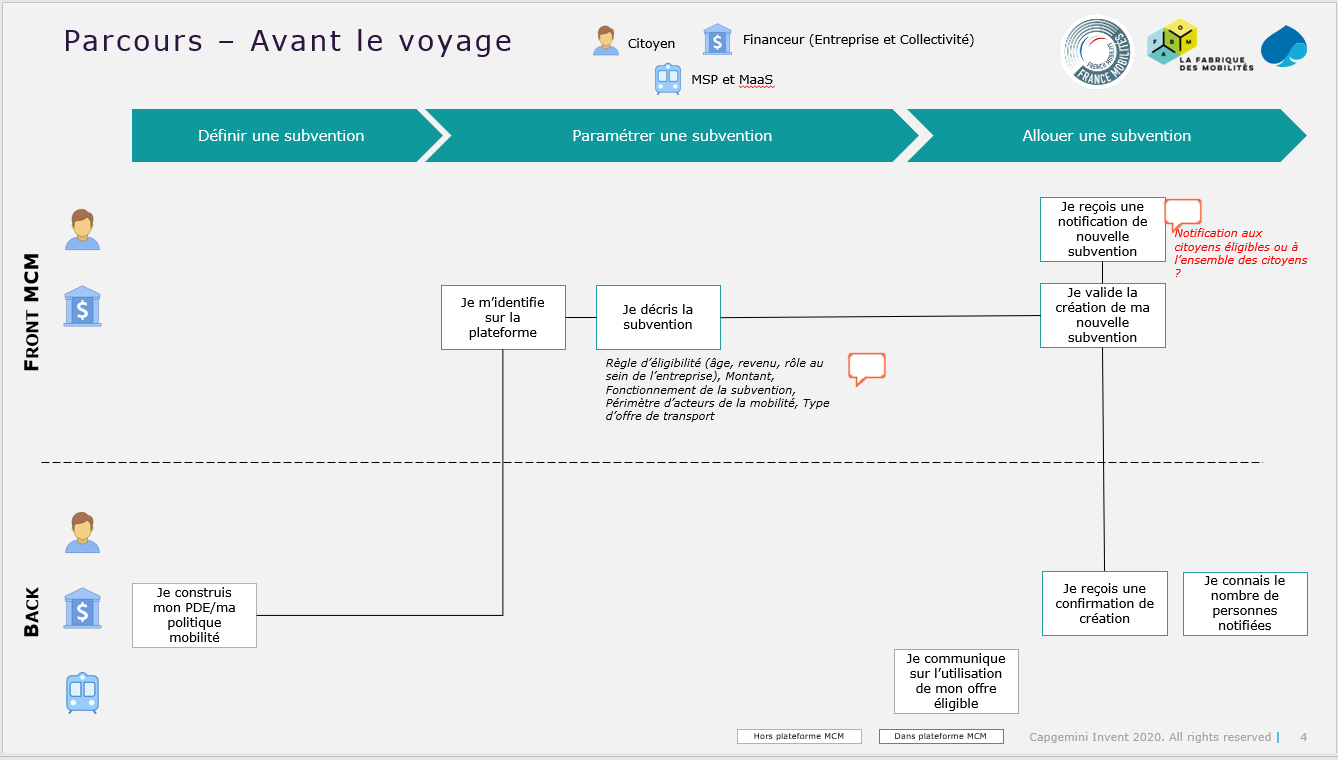 Parcours – Avant le voyage
Citoyen
Financeur (Entreprise et Collectivité)
MSP et MaaS
FRANCE MOBILITÉS
FRENCH MOBILITY
F A R M
LA FABRIQUE
DES MOBILITÉS
Définir une subvention
Paramétrer une subvention
Allouer une subvention
FRONT MCM
Je reçois une
notification de
nouvelle
subvention
Notification aux
citoyens éligibles ou à
l’ensemble des citoyens
?
Je m’identifie
sur la
plateforme
Je décris la
subvention
Je valide la
création de ma
nouvelle
subvention
Règle d’éligibilité (âge, revenu, rôle au
sein de l’entreprise), Montant,
Fonctionnement de la subvention,
Périmètre d’acteurs de la mobilité, Type
d’offre de transport
BACK
Je construis
mon PDE/ma
politique
mobilité
Je reçois une
confirmation de
création
Je connais le
nombre de
personnes
notifiées
Je communique
sur l’utilisation
de mon offre
éligible
Hors plateforme MCM
Dans plateforme MCM
Capgemini Invent 2020. All rights reserved |
4